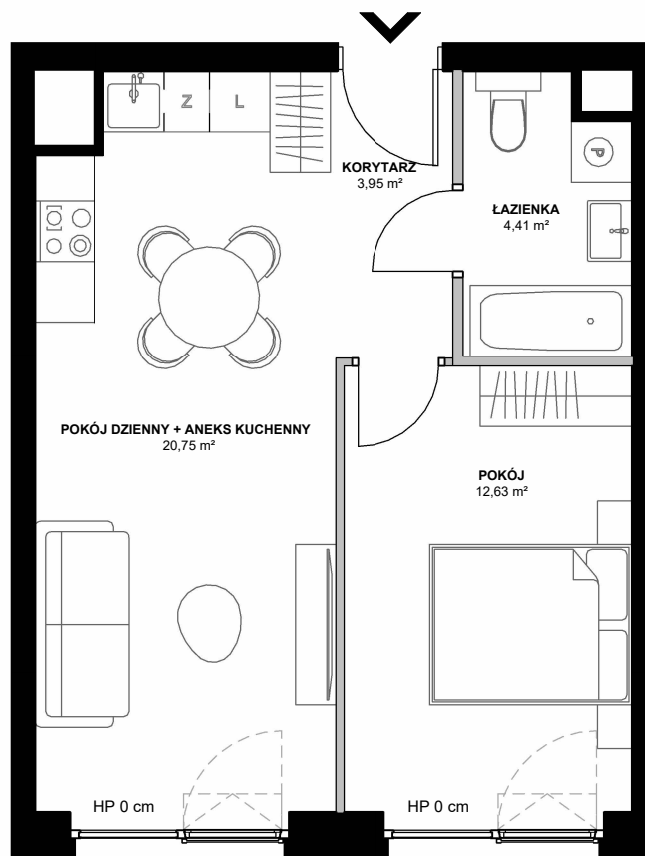 Z L
KORYTARZ
3,95 m²
P
ŁAZIENKA
4,41 m²
POKÓJ DZIENNY + ANEKS KUCHENNY
20,75 m²
POKÓJ
12,63 m²
HP 0 cm
HP 0 cm